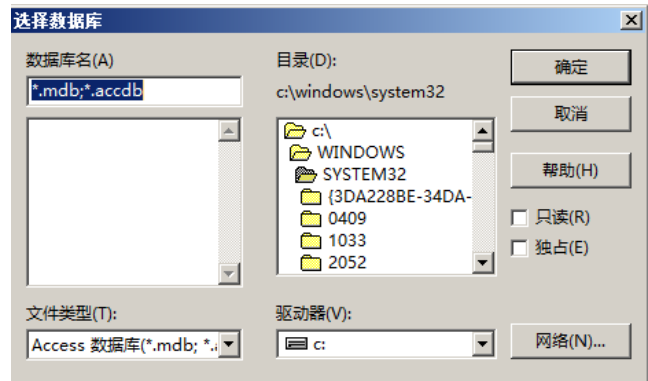 选择数据库
数据库名(A)
*.mdb;*.accdb
目录(D):
c:\windows\system32
c:\
WINDOWS
SYSTEM32
{3DA228BE-34DA-
0409
1033
2052
确定
取消
帮助(H)
只读(R)
独占(E)
文件类型(T):
Access 数据库(*.mdb; *.a
驱动器(V):
c:
网络(N)...